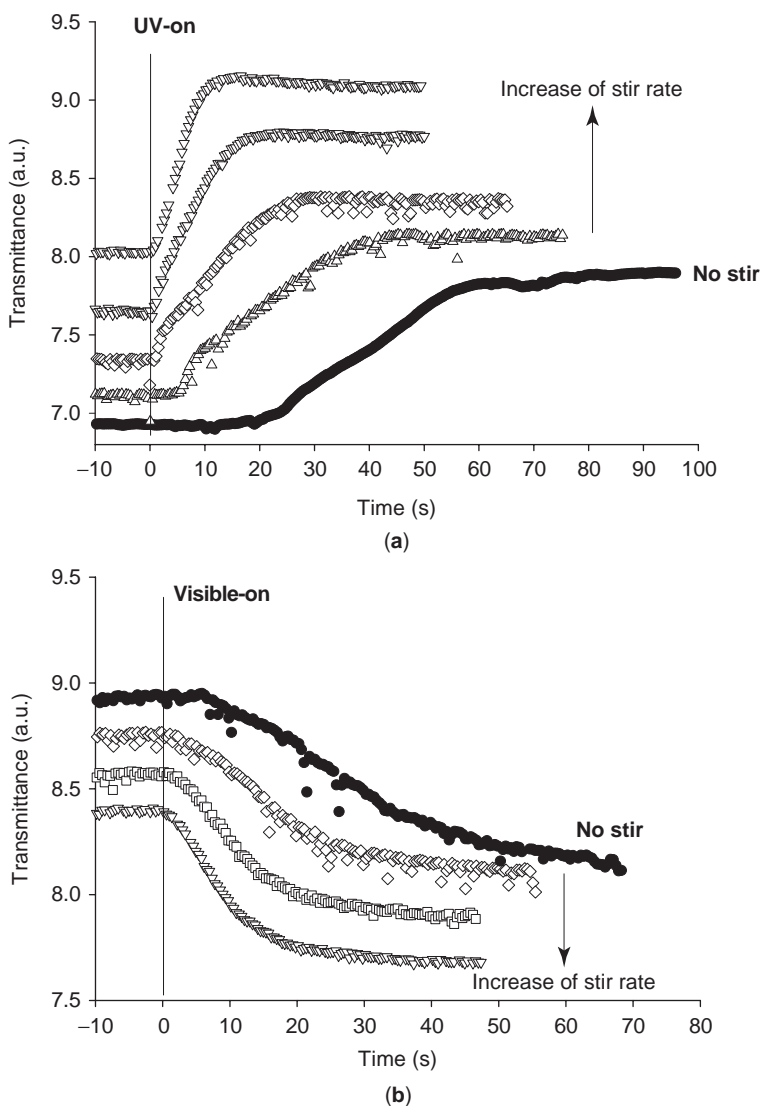 UV-on
9.5
9.0
8.5
8.0
7.5
7.0
Transmittance (a.u.)
Increase of stir rate
No stir
−10 0 10 20 30 40 50 60 70 80 90 100
Time (s)
(a)
Visible-on
9.5
9.0
8.5
8.0
7.5
Transmittance (a.u.)
No stir
Increase of stir rate
−10 0 10 20 30 40 50 60 70 80
Time (s)
(b)